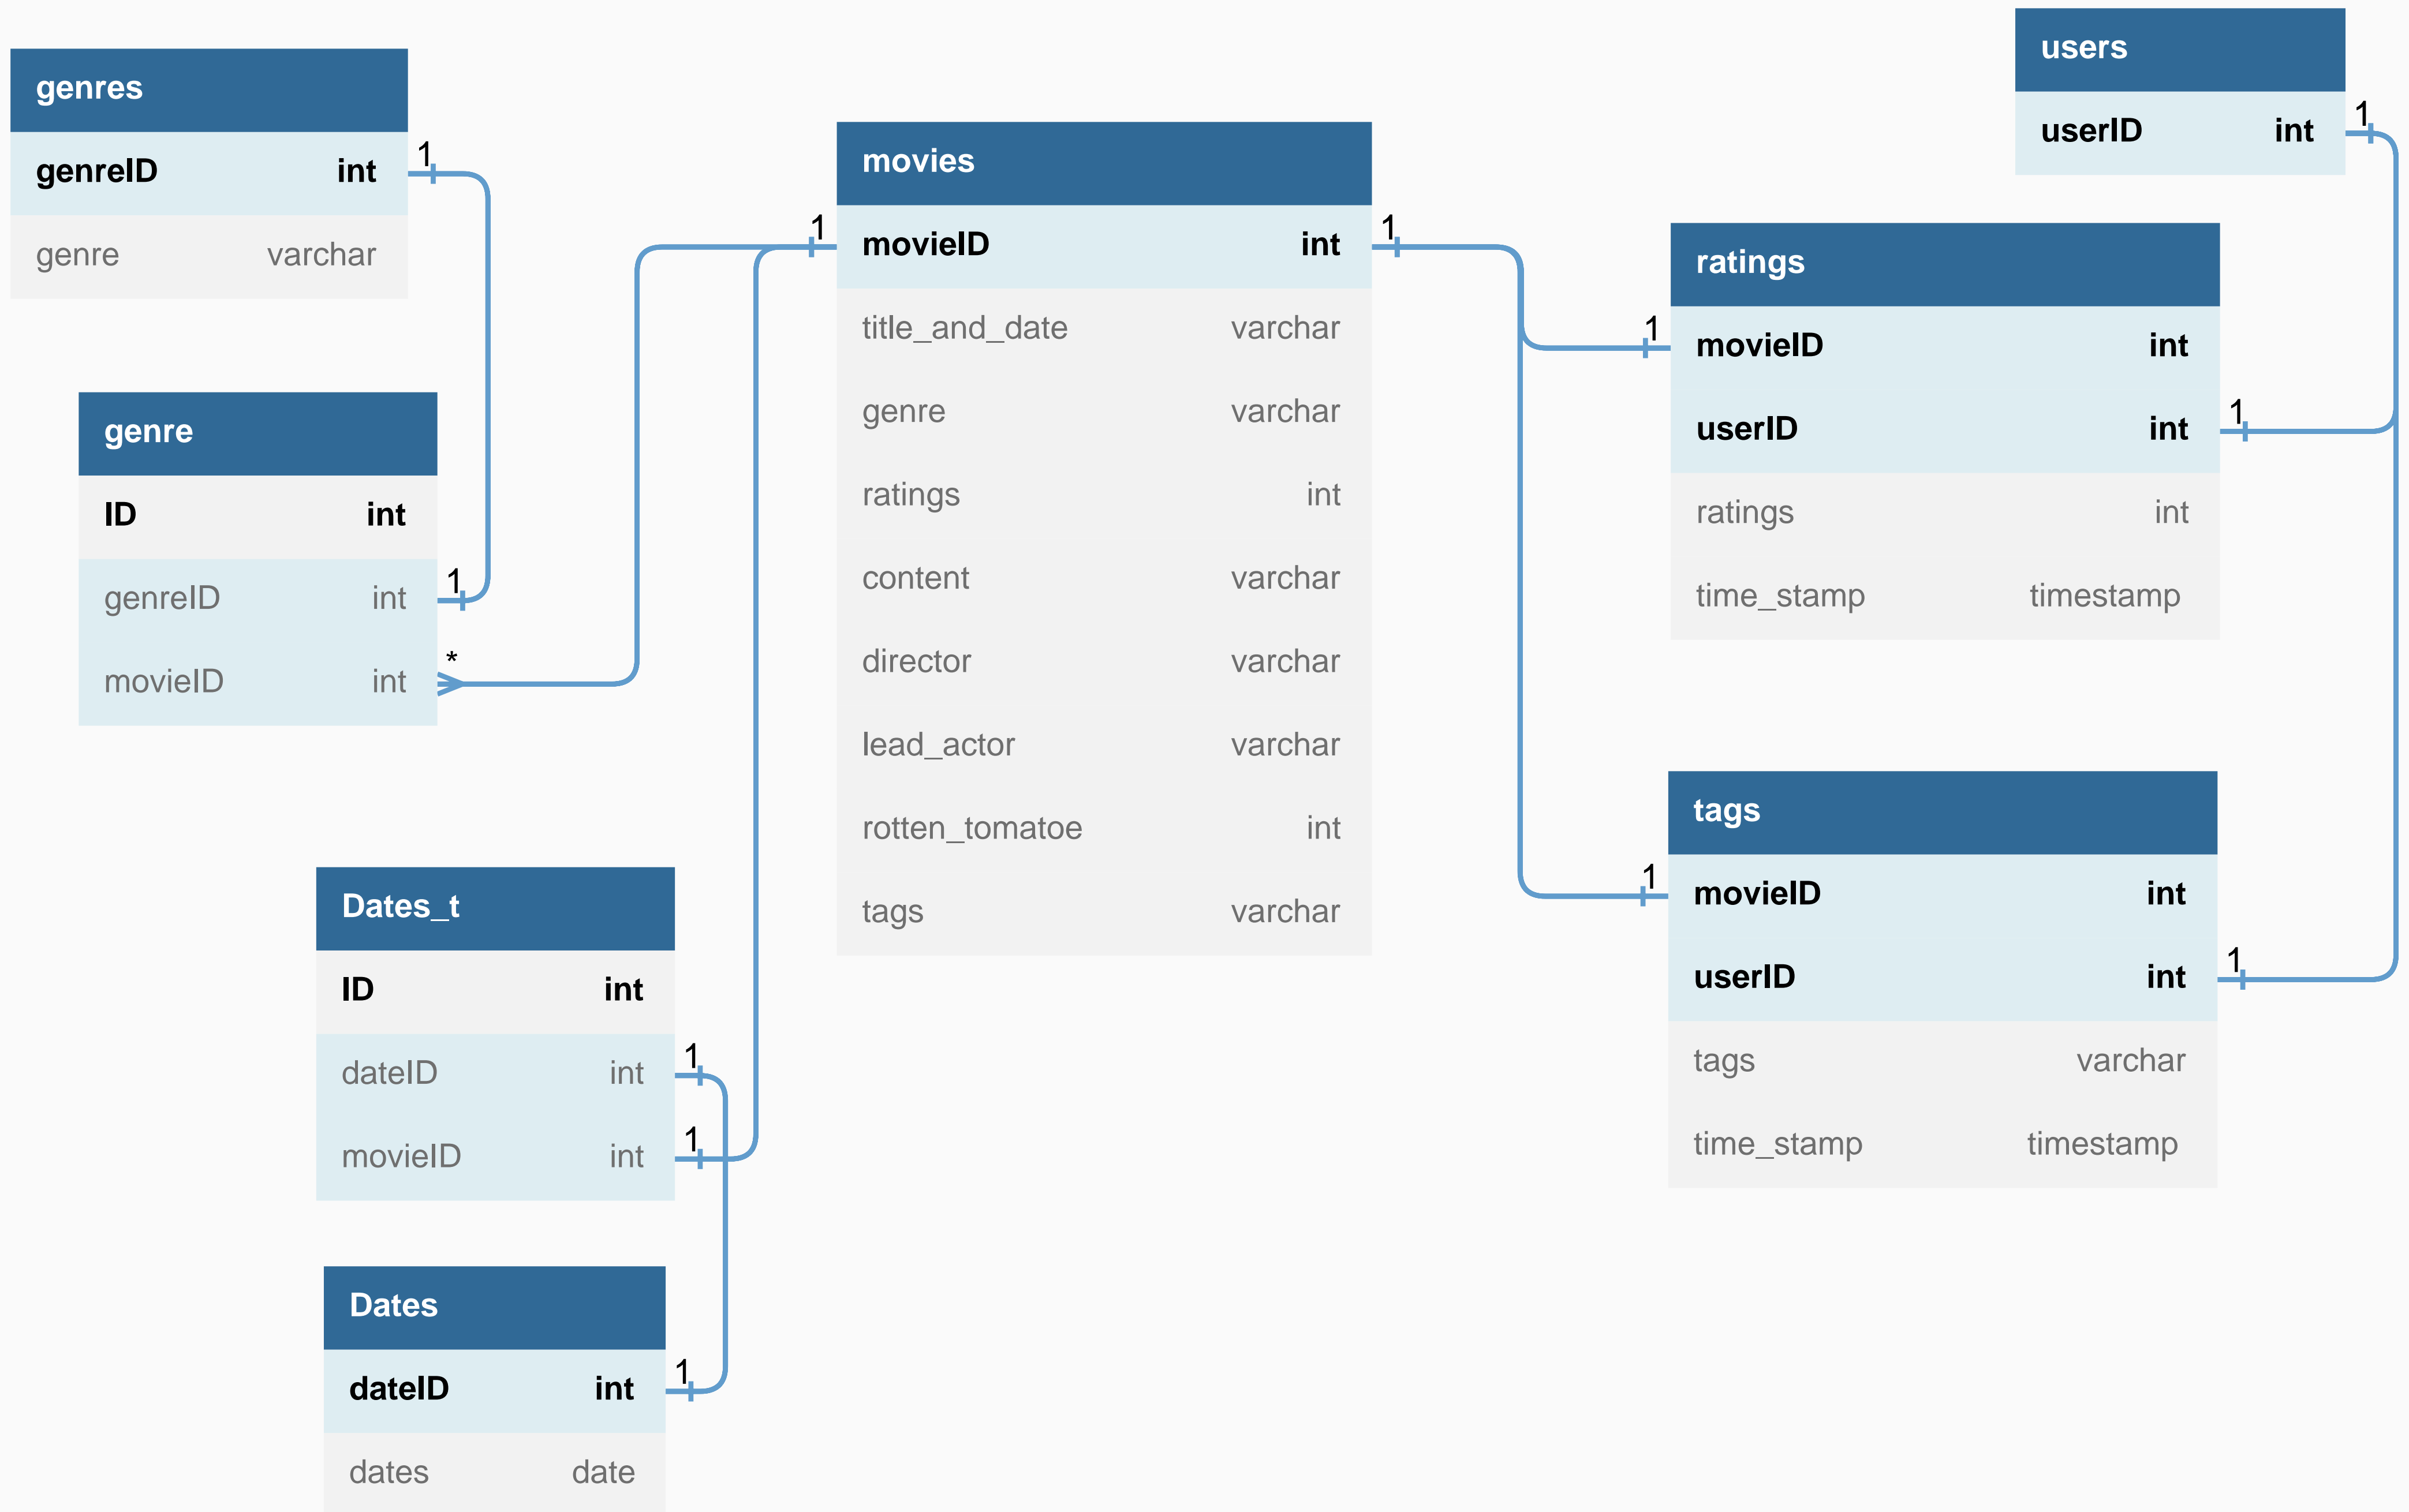 genres
genreID int
genre varchar
genre
ID int
genreID int
movieID int
Dates_t
ID int
dateID int
movieID int
Dates
dateID int
dates date
movies
movieID int
title_and_date varchar
genre varchar
ratings int
content varchar
director varchar
lead_actor varchar
rotten_tomatoe int
tags varchar
users
userID int
ratings
movieID int
userID int
ratings int
time_stamp timestamp
tags
movieID int
userID int
tags varchar
time_stamp timestamp
1
1
*
1
1
1
1
1
1
1
1
1
1